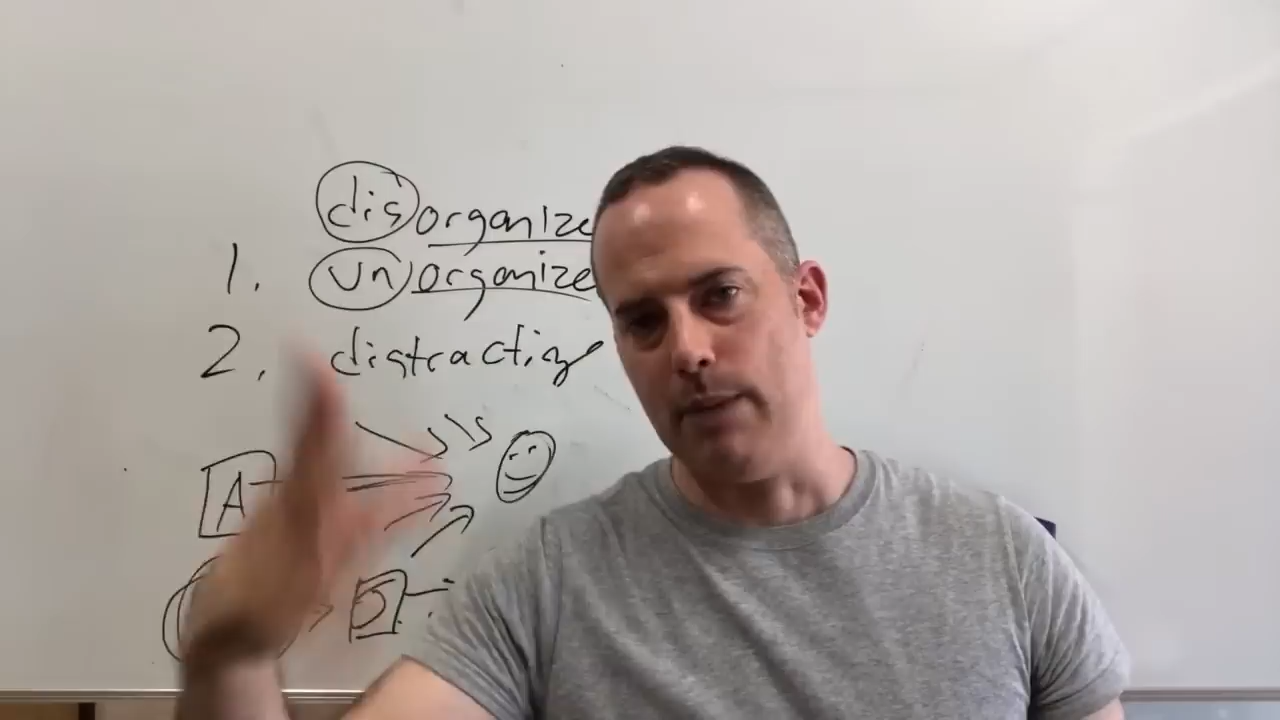 disorganize
1. unorganize
2. distracting
A